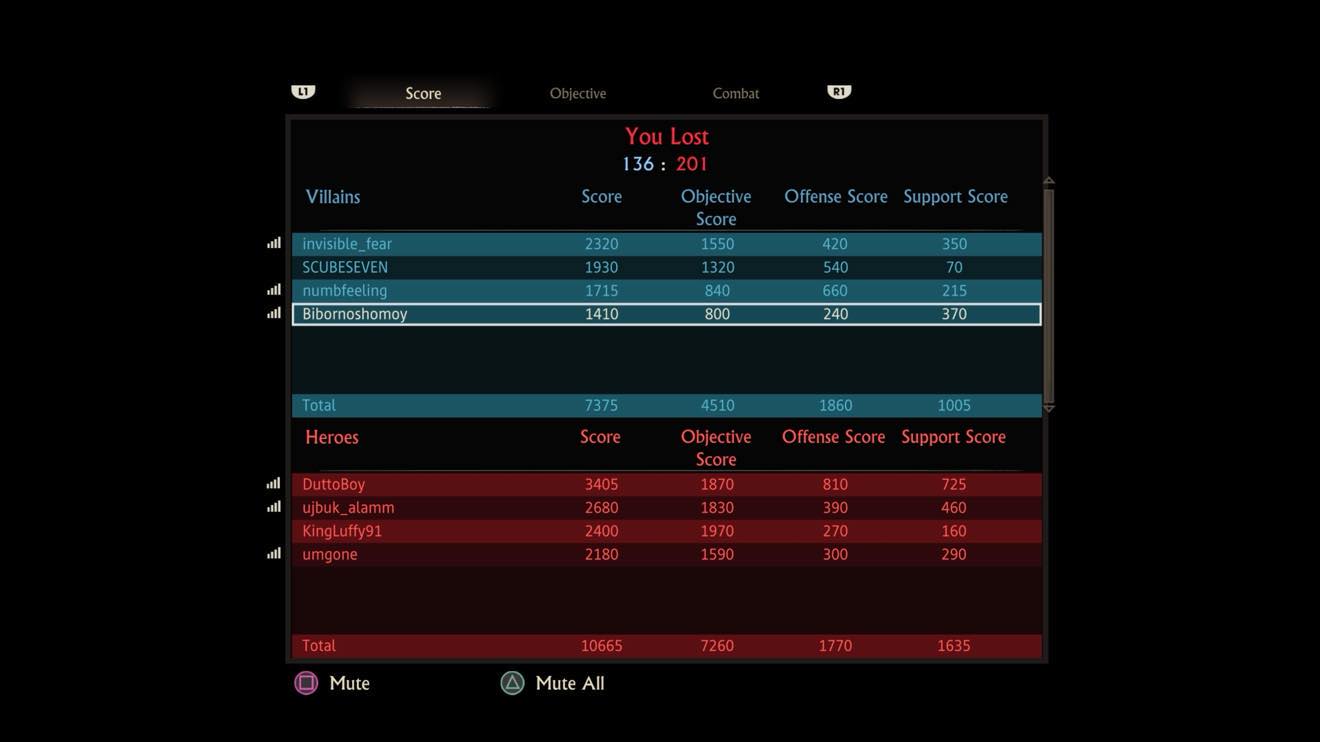 L1 Score Objective Combat R1
You Lost
136 : 201
Villains Score Objective Score Offense Score Support Score
invisible_fear 2320 1550 420 350
SCUBESEVEN 1930 1320 540 70
numbfeeling 1715 840 660 215
Bibornoshomoy 1410 800 240 370
Total 7375 4510 1860 1005
Heroes Score Objective Score Offense Score Support Score
DuttoBoy 3405 1870 810 725
ujbuk_alamm 2680 1830 390 460
KingLuffy91 2400 1970 270 160
umgone 2180 1590 300 290
Total 10665 7260 1770 1635
Mute Mute All